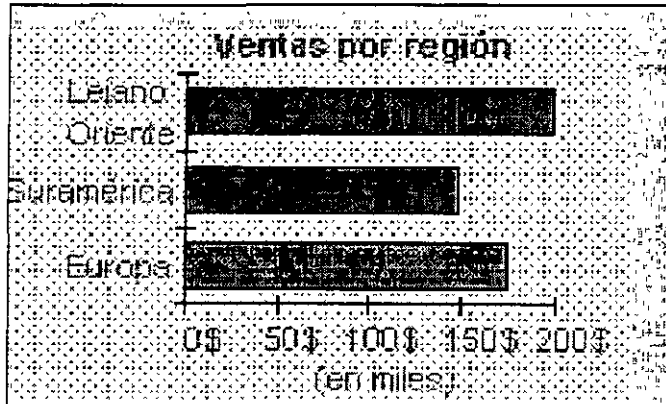 Ventas por región
Lejano
Oriente
Suramérica
Europa
0$ 50$ 100$ 150$ 200$
(en miles)